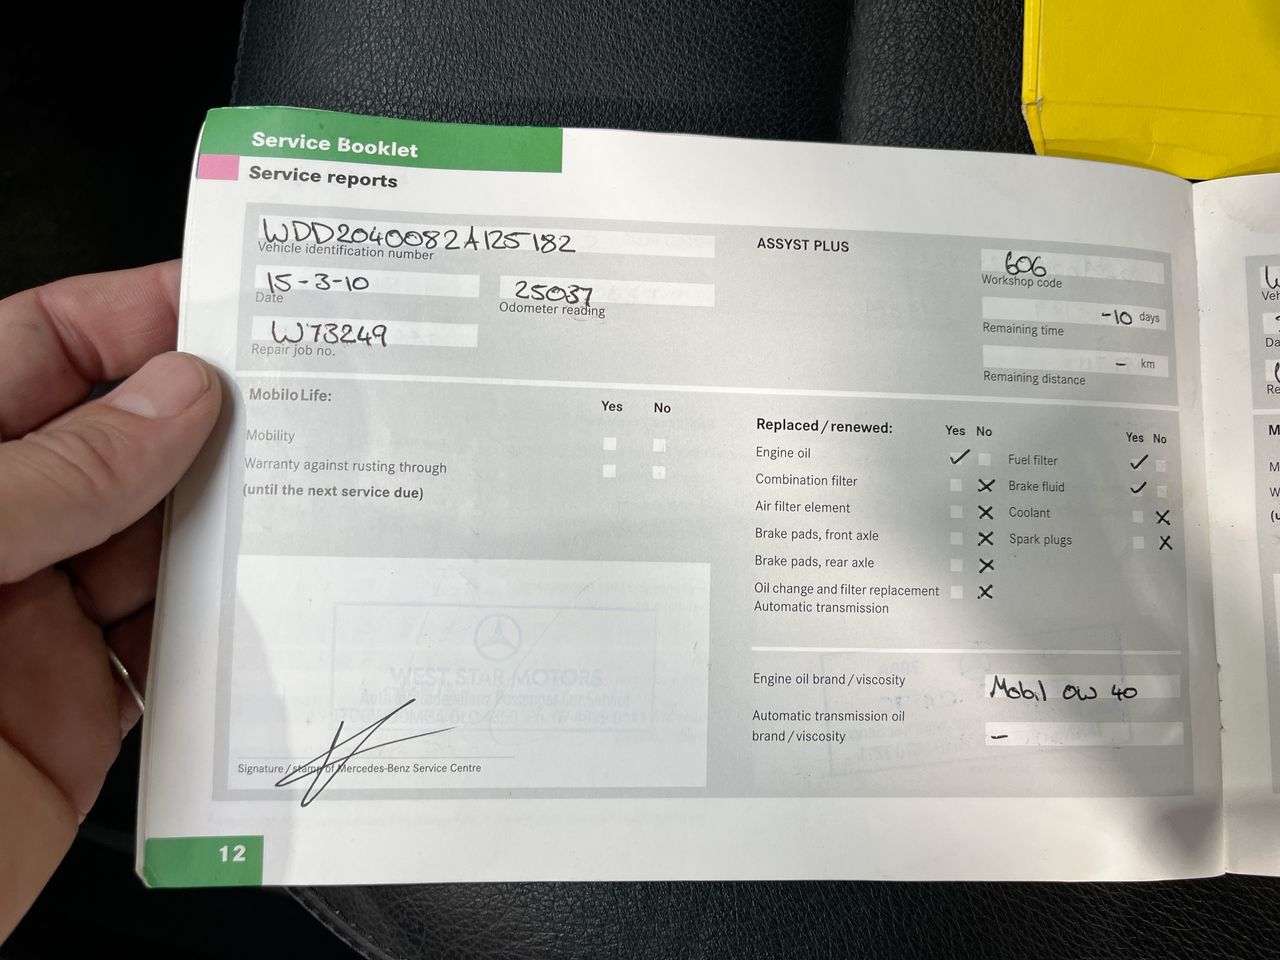 Service Booklet
Service reports
WDD2040082A125182
Vehicle identification number
15-3-10
Date
25037
Odometer reading
W73249
Repair job no.
ASSYST PLUS
606
Workshop code
-10 days
Remaining time
- km
Remaining distance
MobiloLife:
Yes No
Mobility
Warranty against rusting through
(until the next service due)
Replaced/renewed: Yes No
Yes No
Engine oil ✓
Fuel filter ✓
Combination filter X
Brake fluid ✓
Air filter element X
Coolant X
Brake pads, front axle X
Spark plugs X
Brake pads, rear axle X
Oil change and filter replacement X
Automatic transmission
WEST STAR MOTORS
Signature/stamp of Mercedes-Benz Service Centre
Engine oil brand/viscosity Mobil 0W 40
Automatic transmission oil
brand/viscosity -
12